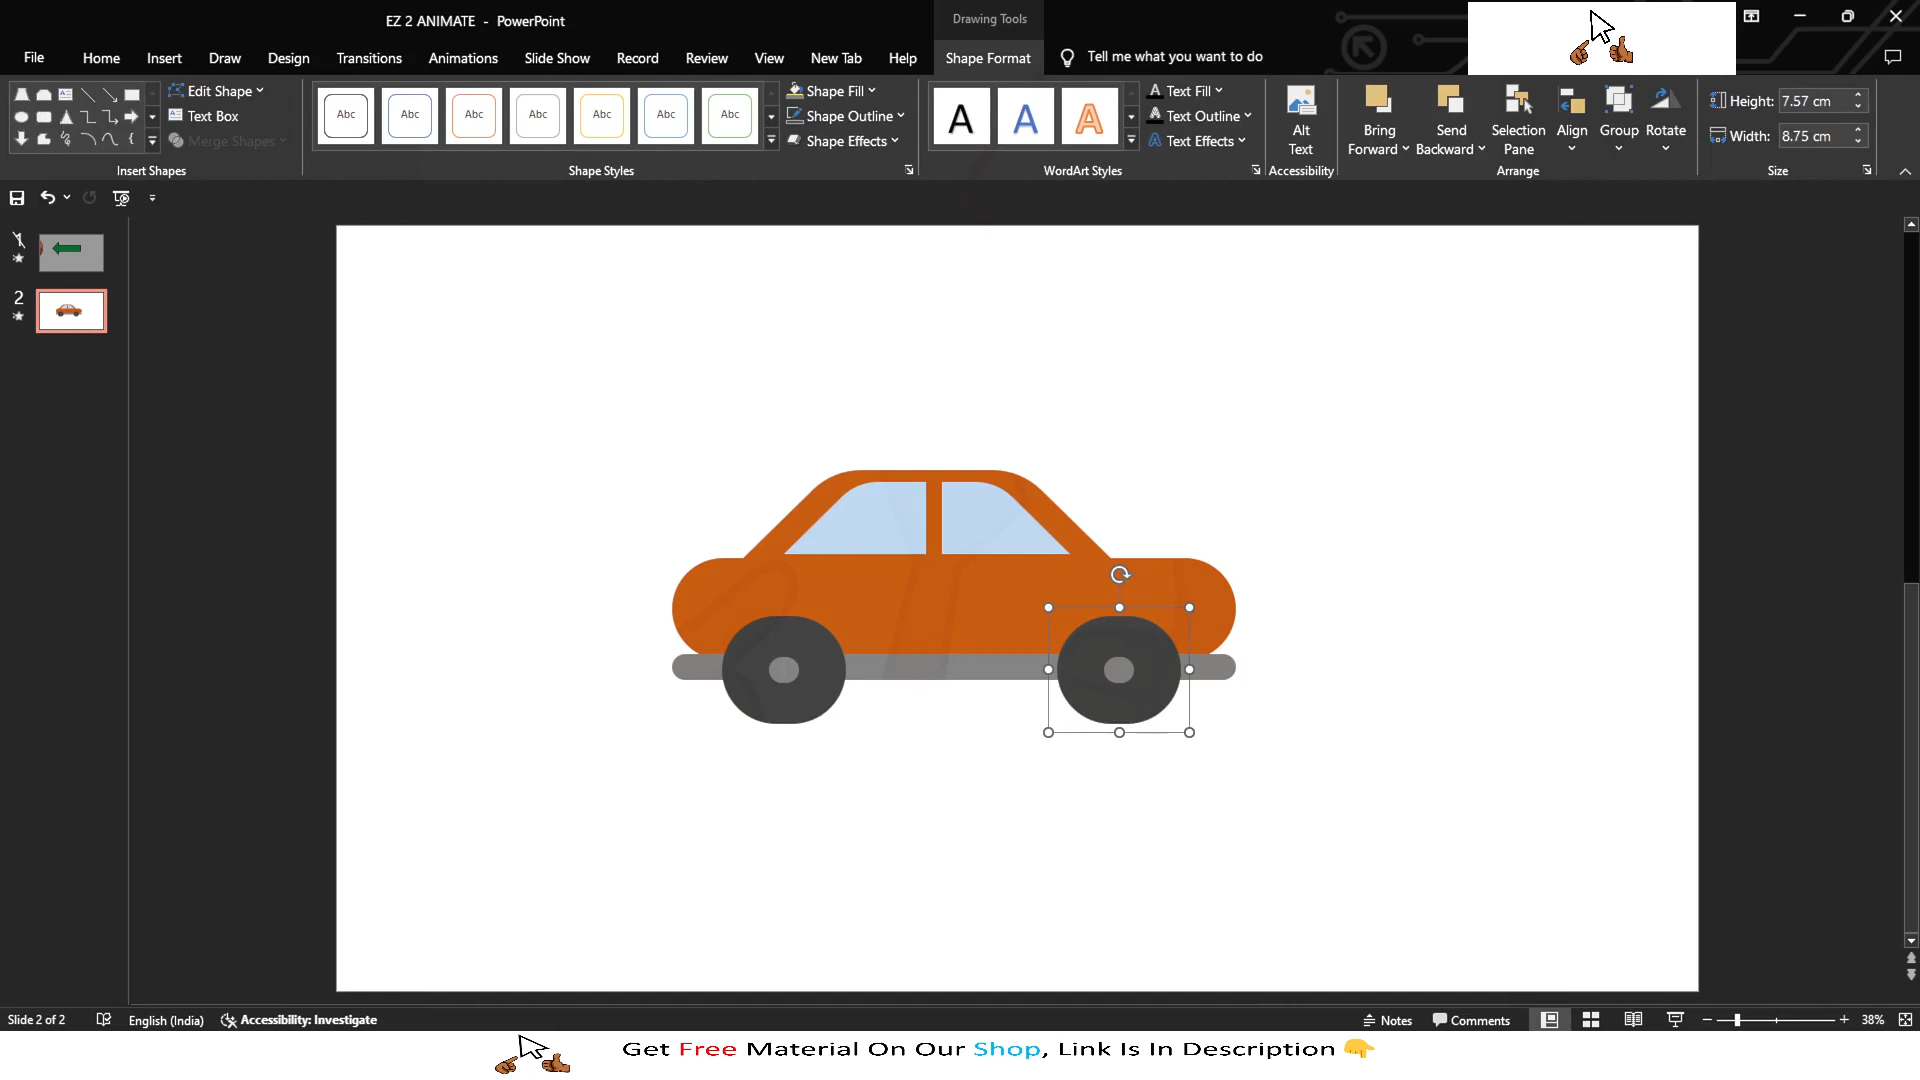 EZ 2 ANIMATE - PowerPoint
Drawing Tools
File Home Insert Draw Design Transitions Animations Slide Show Record Review View New Tab Help Shape Format Tell me what you want to do
Edit Shape
Text Box
Merge Shapes
Insert Shapes
Abc Abc Abc Abc Abc Abc Abc
Shape Fill
Shape Outline
Shape Effects
Shape Styles
A A A
Text Fill
Text Outline
Text Effects
WordArt Styles
Alt Text
Accessibility
Bring Forward
Send Backward
Selection Pane
Align
Group
Rotate
Arrange
Height: 7.57 cm
Width: 8.75 cm
Size
1
2
Slide 2 of 2 English (India) Accessibility: Investigate Notes Comments 38%
Get Free Material On Our Shop, Link Is In Description